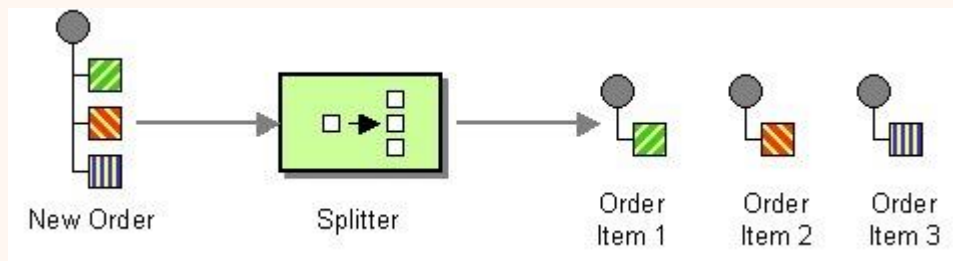 New Order
Splitter
Order
Item 1
Order
Item 2
Order
Item 3